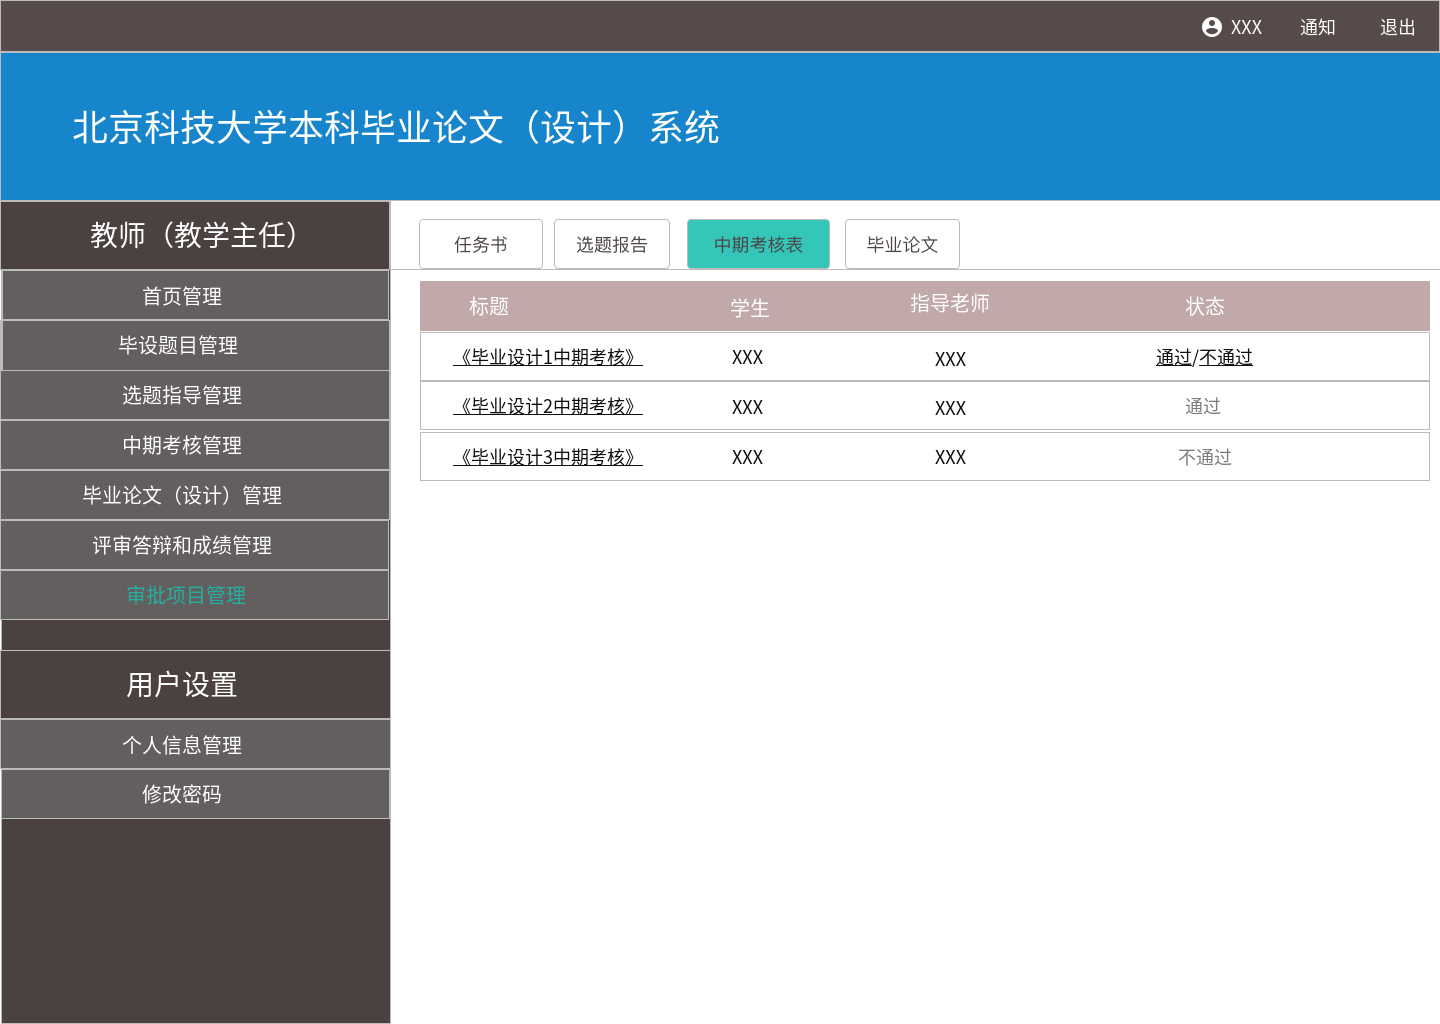 XXX 通知 退出
北京科技大学本科毕业论文（设计）系统
教师（教学主任）
首页管理
毕设题目管理
选题指导管理
中期考核管理
毕业论文（设计）管理
评审答辩和成绩管理
审批项目管理
用户设置
个人信息管理
修改密码
任务书 选题报告 中期考核表 毕业论文
标题 学生 指导老师 状态
《毕业设计1中期考核》 XXX XXX 通过/不通过
《毕业设计2中期考核》 XXX XXX 通过
《毕业设计3中期考核》 XXX XXX 不通过